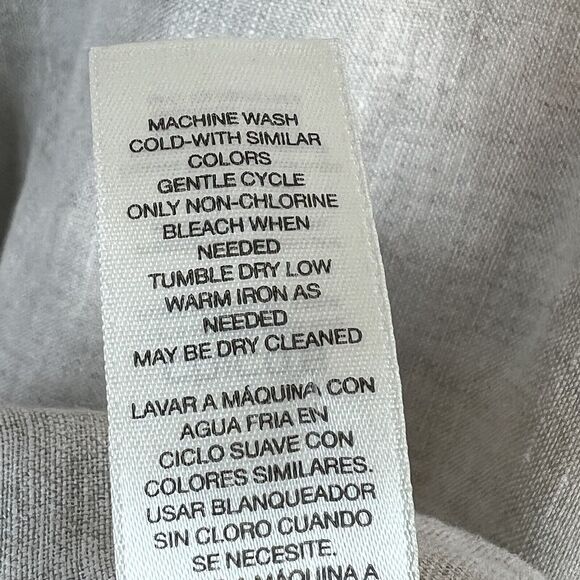 MACHINE WASH
COLD-WITH SIMILAR
COLORS
GENTLE CYCLE
ONLY NON-CHLORINE
BLEACH WHEN
NEEDED
TUMBLE DRY LOW
WARM IRON AS
NEEDED
MAY BE DRY CLEANED
LAVAR A MÁQUINA CON
AGUA FRIA EN
CICLO SUAVE CON
COLORES SIMILARES.
USAR BLANQUEADOR
SIN CLORO CUANDO
SE NECESITE.
MÁQUINA A